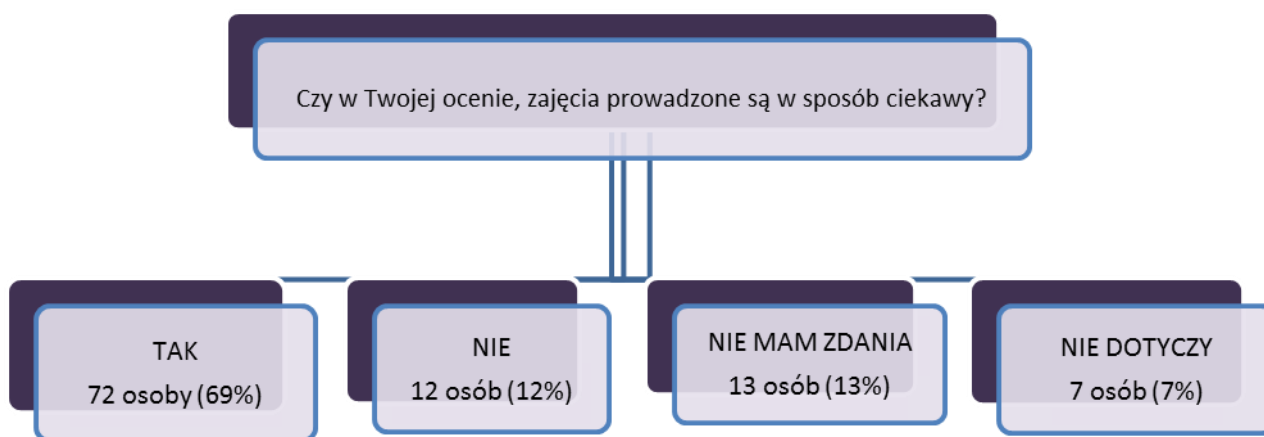 Czy w Twojej ocenie, zajęcia prowadzone są w sposób ciekawy?
TAK
72 osoby (69%)
NIE
12 osób (12%)
NIE MAM ZDANIA
13 osób (13%)
NIE DOTYCZY
7 osób (7%)